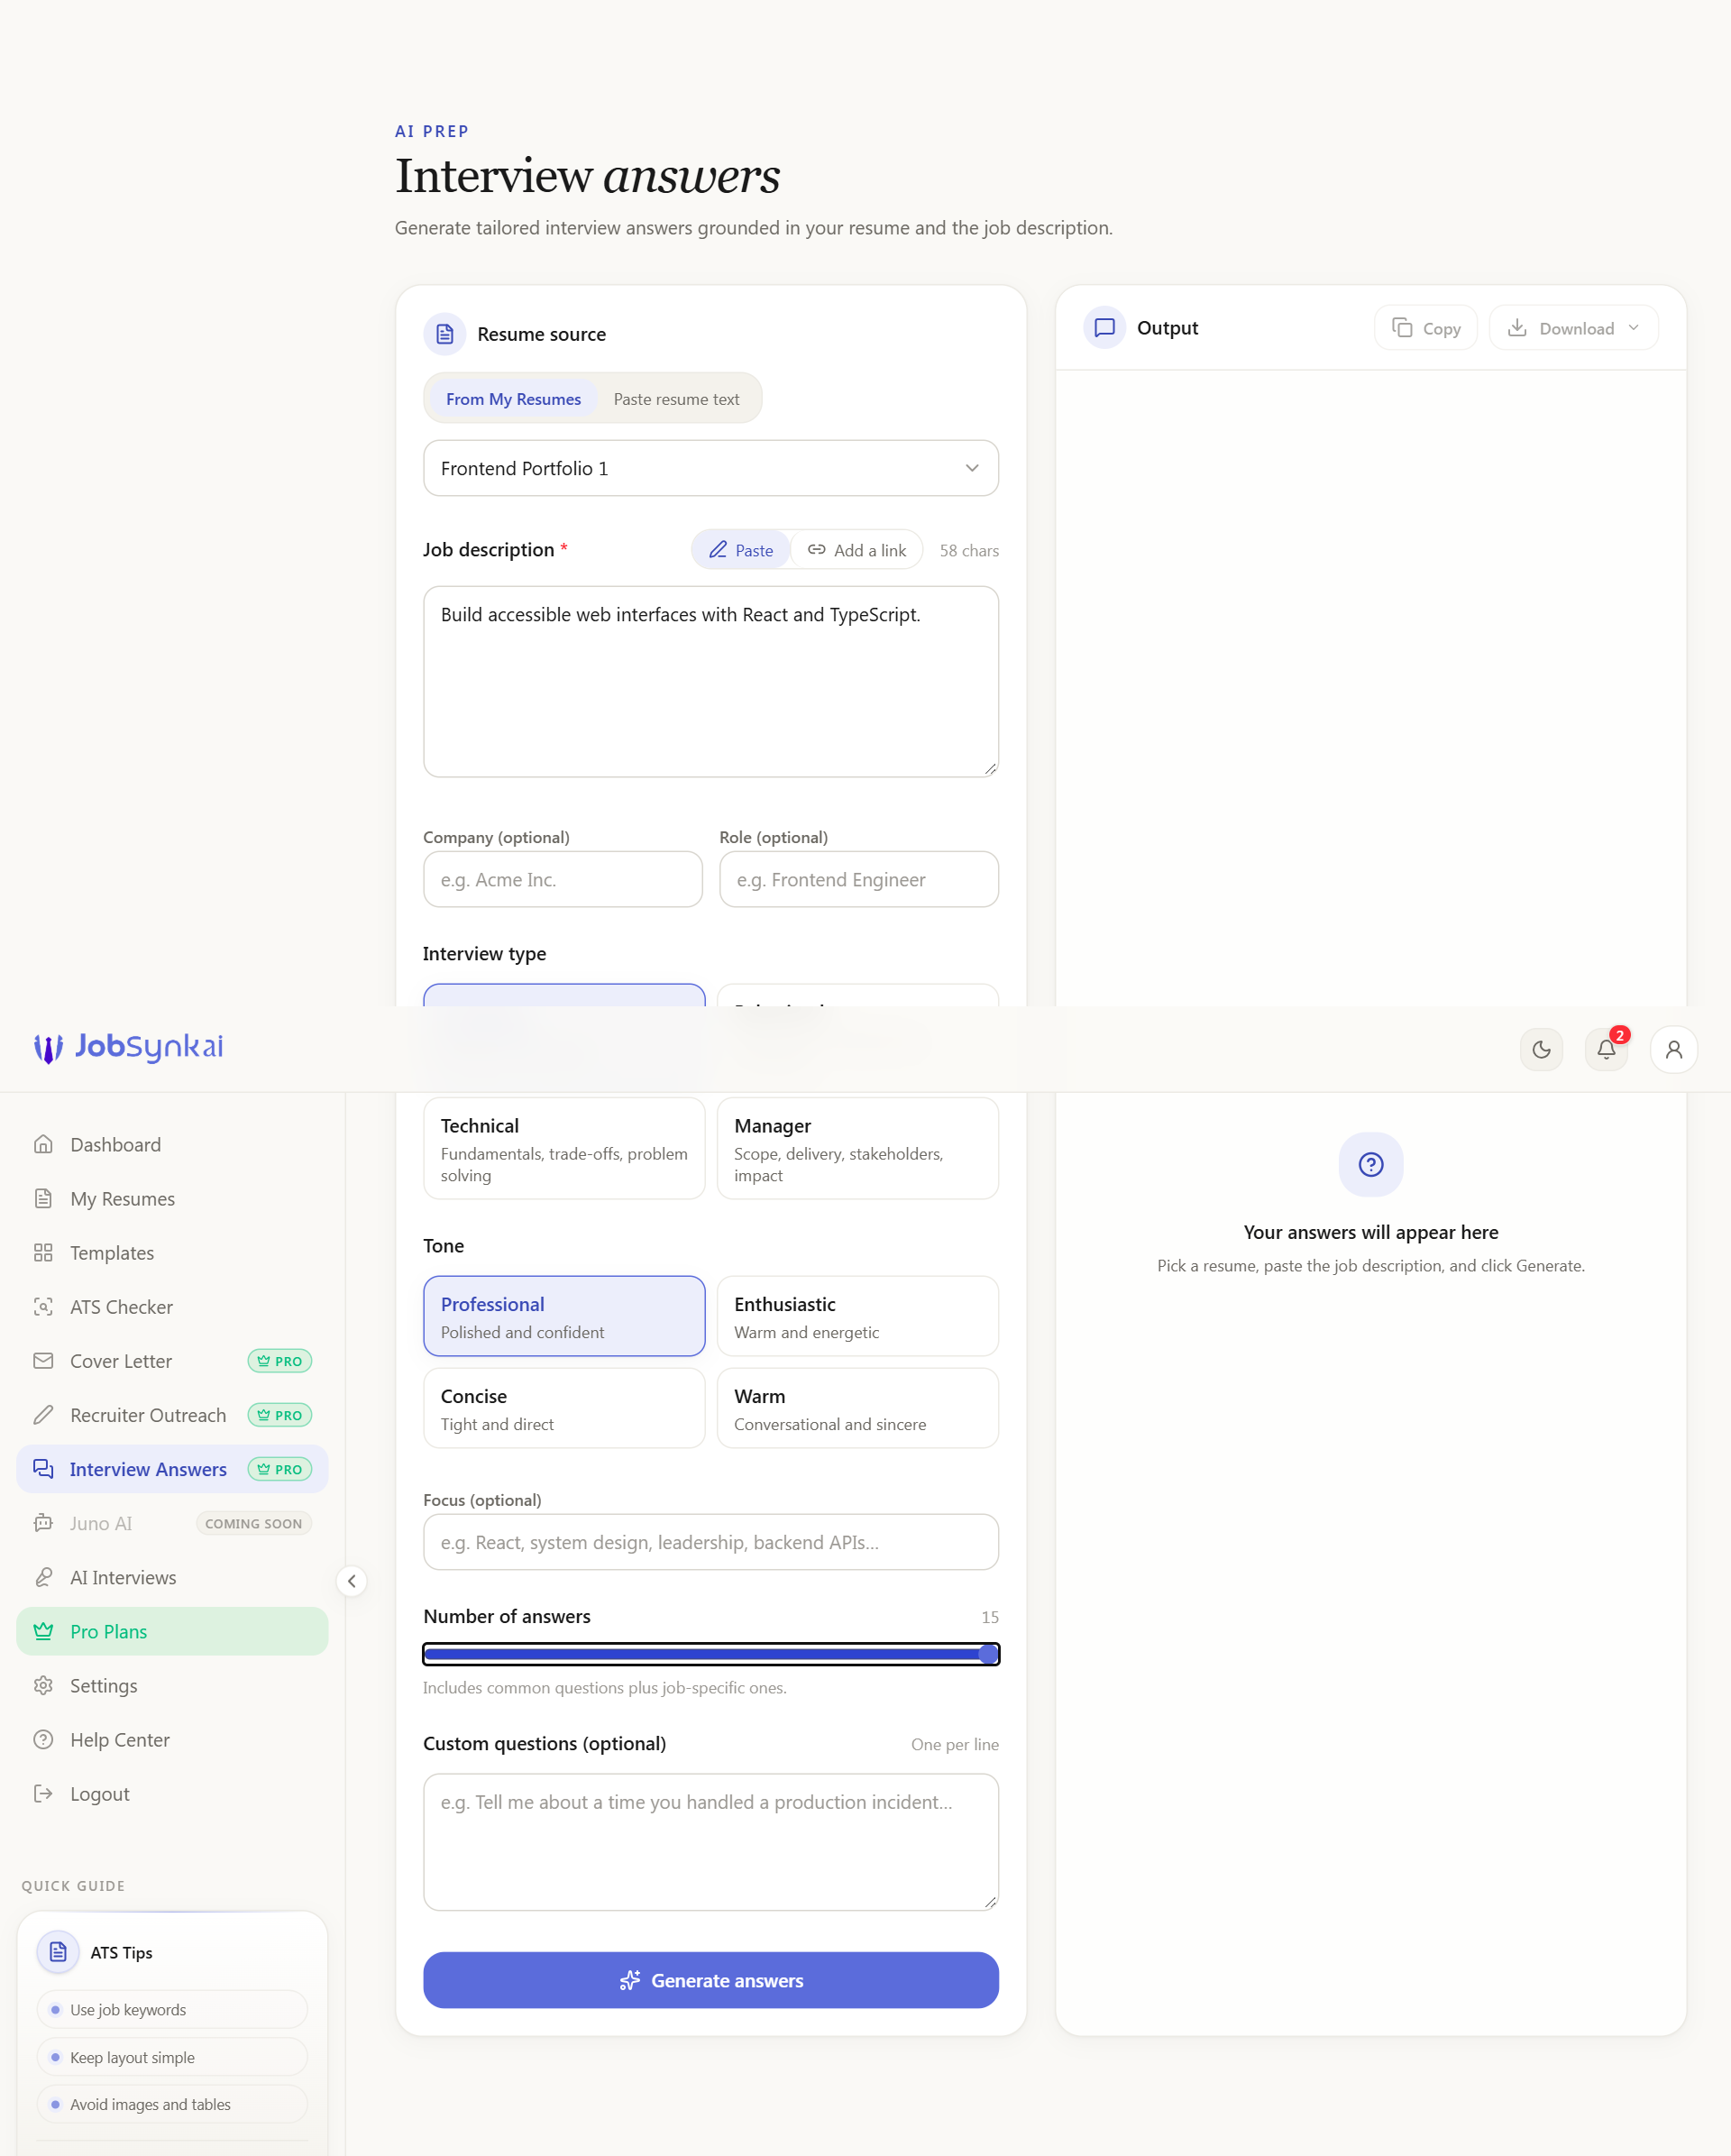 AI PREP
Interview answers
Generate tailored interview answers grounded in your resume and the job description.
Resume source
From My Resumes
Paste resume text
Frontend Portfolio 1
Job description *
Paste
Add a link
58 chars
Build accessible web interfaces with React and TypeScript.
Company (optional)
Role (optional)
e.g. Acme Inc.
e.g. Frontend Engineer
Interview type
Technical
Fundamentals, trade-offs, problem
solving
Manager
Scope, delivery, stakeholders,
impact
Tone
Professional
Polished and confident
Enthusiastic
Warm and energetic
Concise
Tight and direct
Warm
Conversational and sincere
Focus (optional)
e.g. React, system design, leadership, backend APIs...
Number of answers
15
Includes common questions plus job-specific ones.
Custom questions (optional)
One per line
e.g. Tell me about a time you handled a production incident...
Generate answers
Output
Copy
Download
Your answers will appear here
Pick a resume, paste the job description, and click Generate.
JobSynkai
2
Dashboard
My Resumes
Templates
ATS Checker
Cover Letter
PRO
Recruiter Outreach
PRO
Interview Answers
PRO
Juno AI
COMING SOON
AI Interviews
Pro Plans
Settings
Help Center
Logout
QUICK GUIDE
ATS Tips
Use job keywords
Keep layout simple
Avoid images and tables